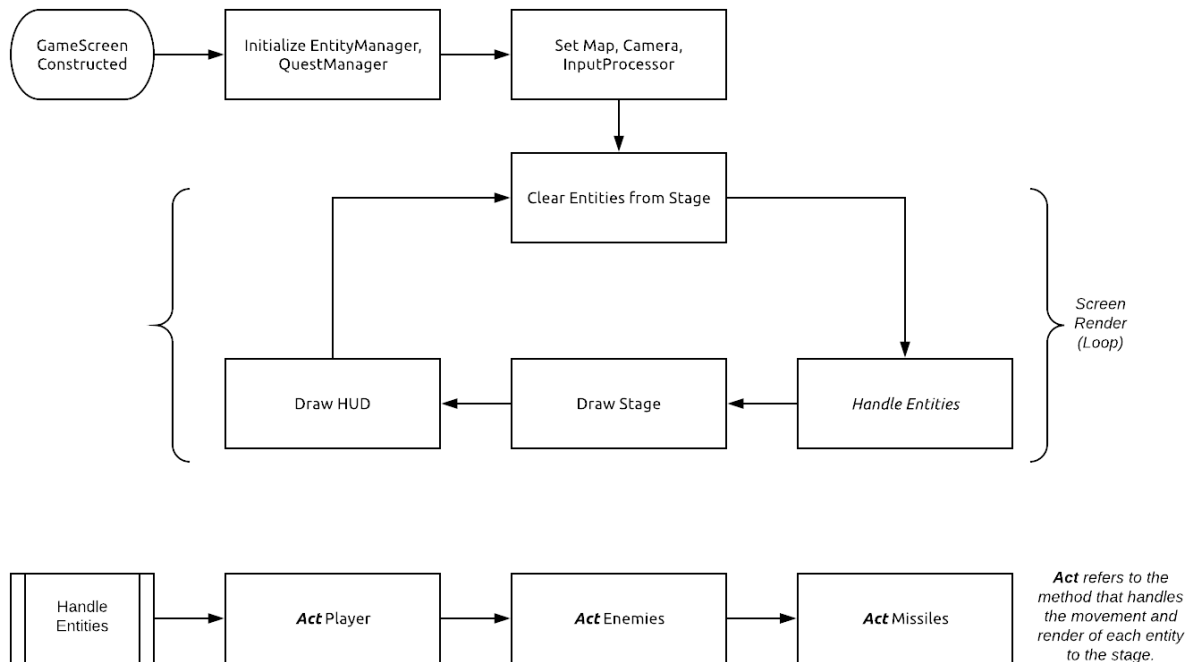 GameScreen
Constructed
Initialize EntityManager,
QuestManager
Set Map, Camera,
InputProcessor
Clear Entities from Stage
Screen
Render
(Loop)
Draw HUD
Draw Stage
Handle Entities
Handle
Entities
Act Player
Act Enemies
Act Missiles
Act refers to the
method that handles
the movement and
render of each entity
to the stage.